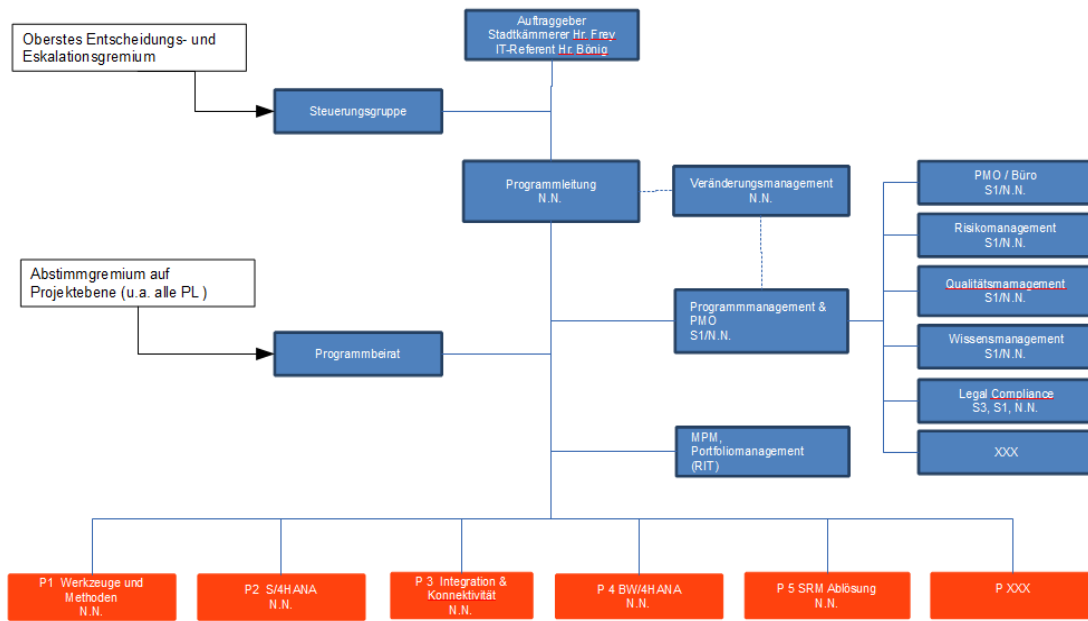 Auftraggeber
Stadtkämmerer Hr. Frey
IT-Referent Hr. Bönig
Oberstes Entscheidungs- und
Eskalationsgremium
Steuerungsgruppe
Programmleitung
N.N.
Veränderungsmanagement
N.N.
PMO / Büro
S1/N.N.
Risikomanagement
S1/N.N.
Abstimmgremium auf
Projektebene (u.a. alle PL )
Qualitätsmamagement
S1/N.N.
Programmmanagement &
PMO
S1/N.N.
Programmbeirat
Wissensmanagement
S1/N.N.
Legal Compliance
S3, S1, N.N.
MPM,
Portfoliomanagement
(RIT)
XXX
P1 Werkzeuge und
Methoden
N.N.
P2 S/4HANA
N.N.
P 3 Integration &
Konnektivität
N.N.
P 4 BW/4HANA
N.N.
P 5 SRM Ablösung
N.N.
P XXX